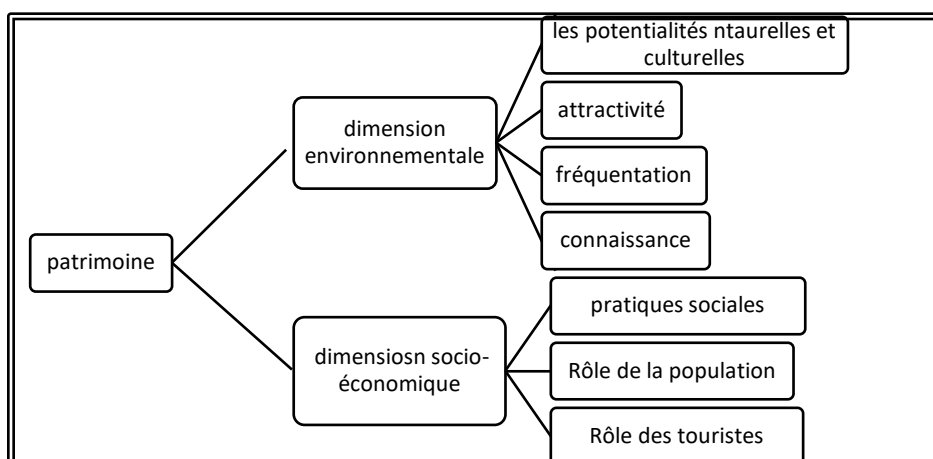 patrimoine
dimension
environnementale
les potentialités ntaurelles et
culturelles
attractivité
fréquentation
connaissance
dimensiosn socio-
économique
pratiques sociales
Rôle de la population
Rôle des touristes